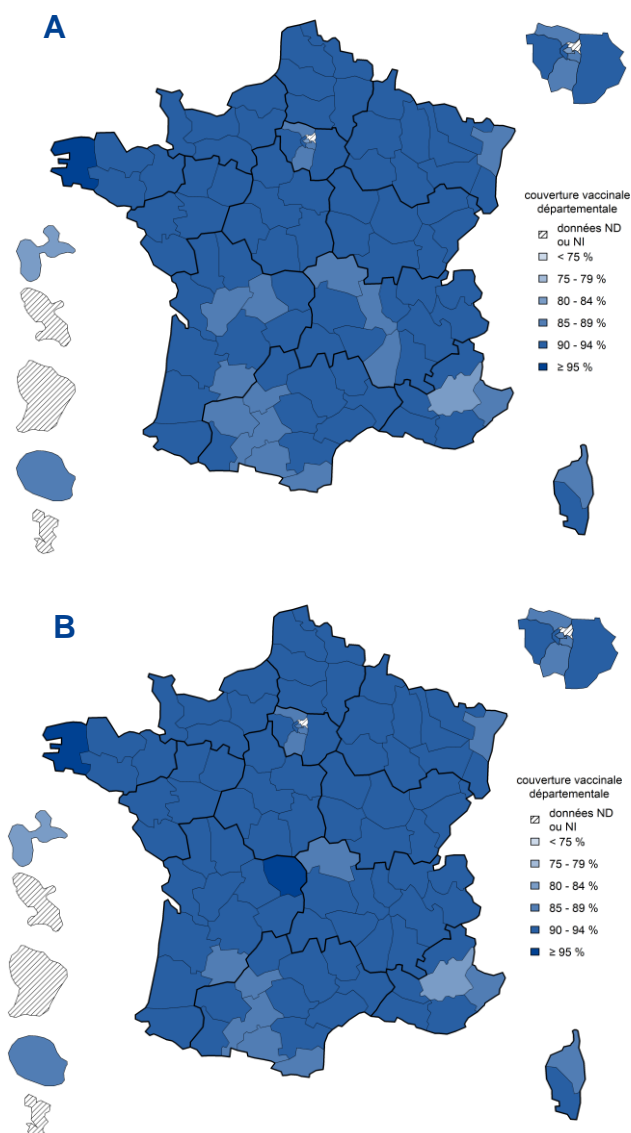 A
couverture vaccinale
départementale
données ND
ou NI
< 75 %
75 - 79 %
80 - 84 %
85 - 89 %
90 - 94 %
≥ 95 %
B
couverture vaccinale
départementale
données ND
ou NI
< 75 %
75 - 79 %
80 - 84 %
85 - 89 %
90 - 94 %
≥ 95 %